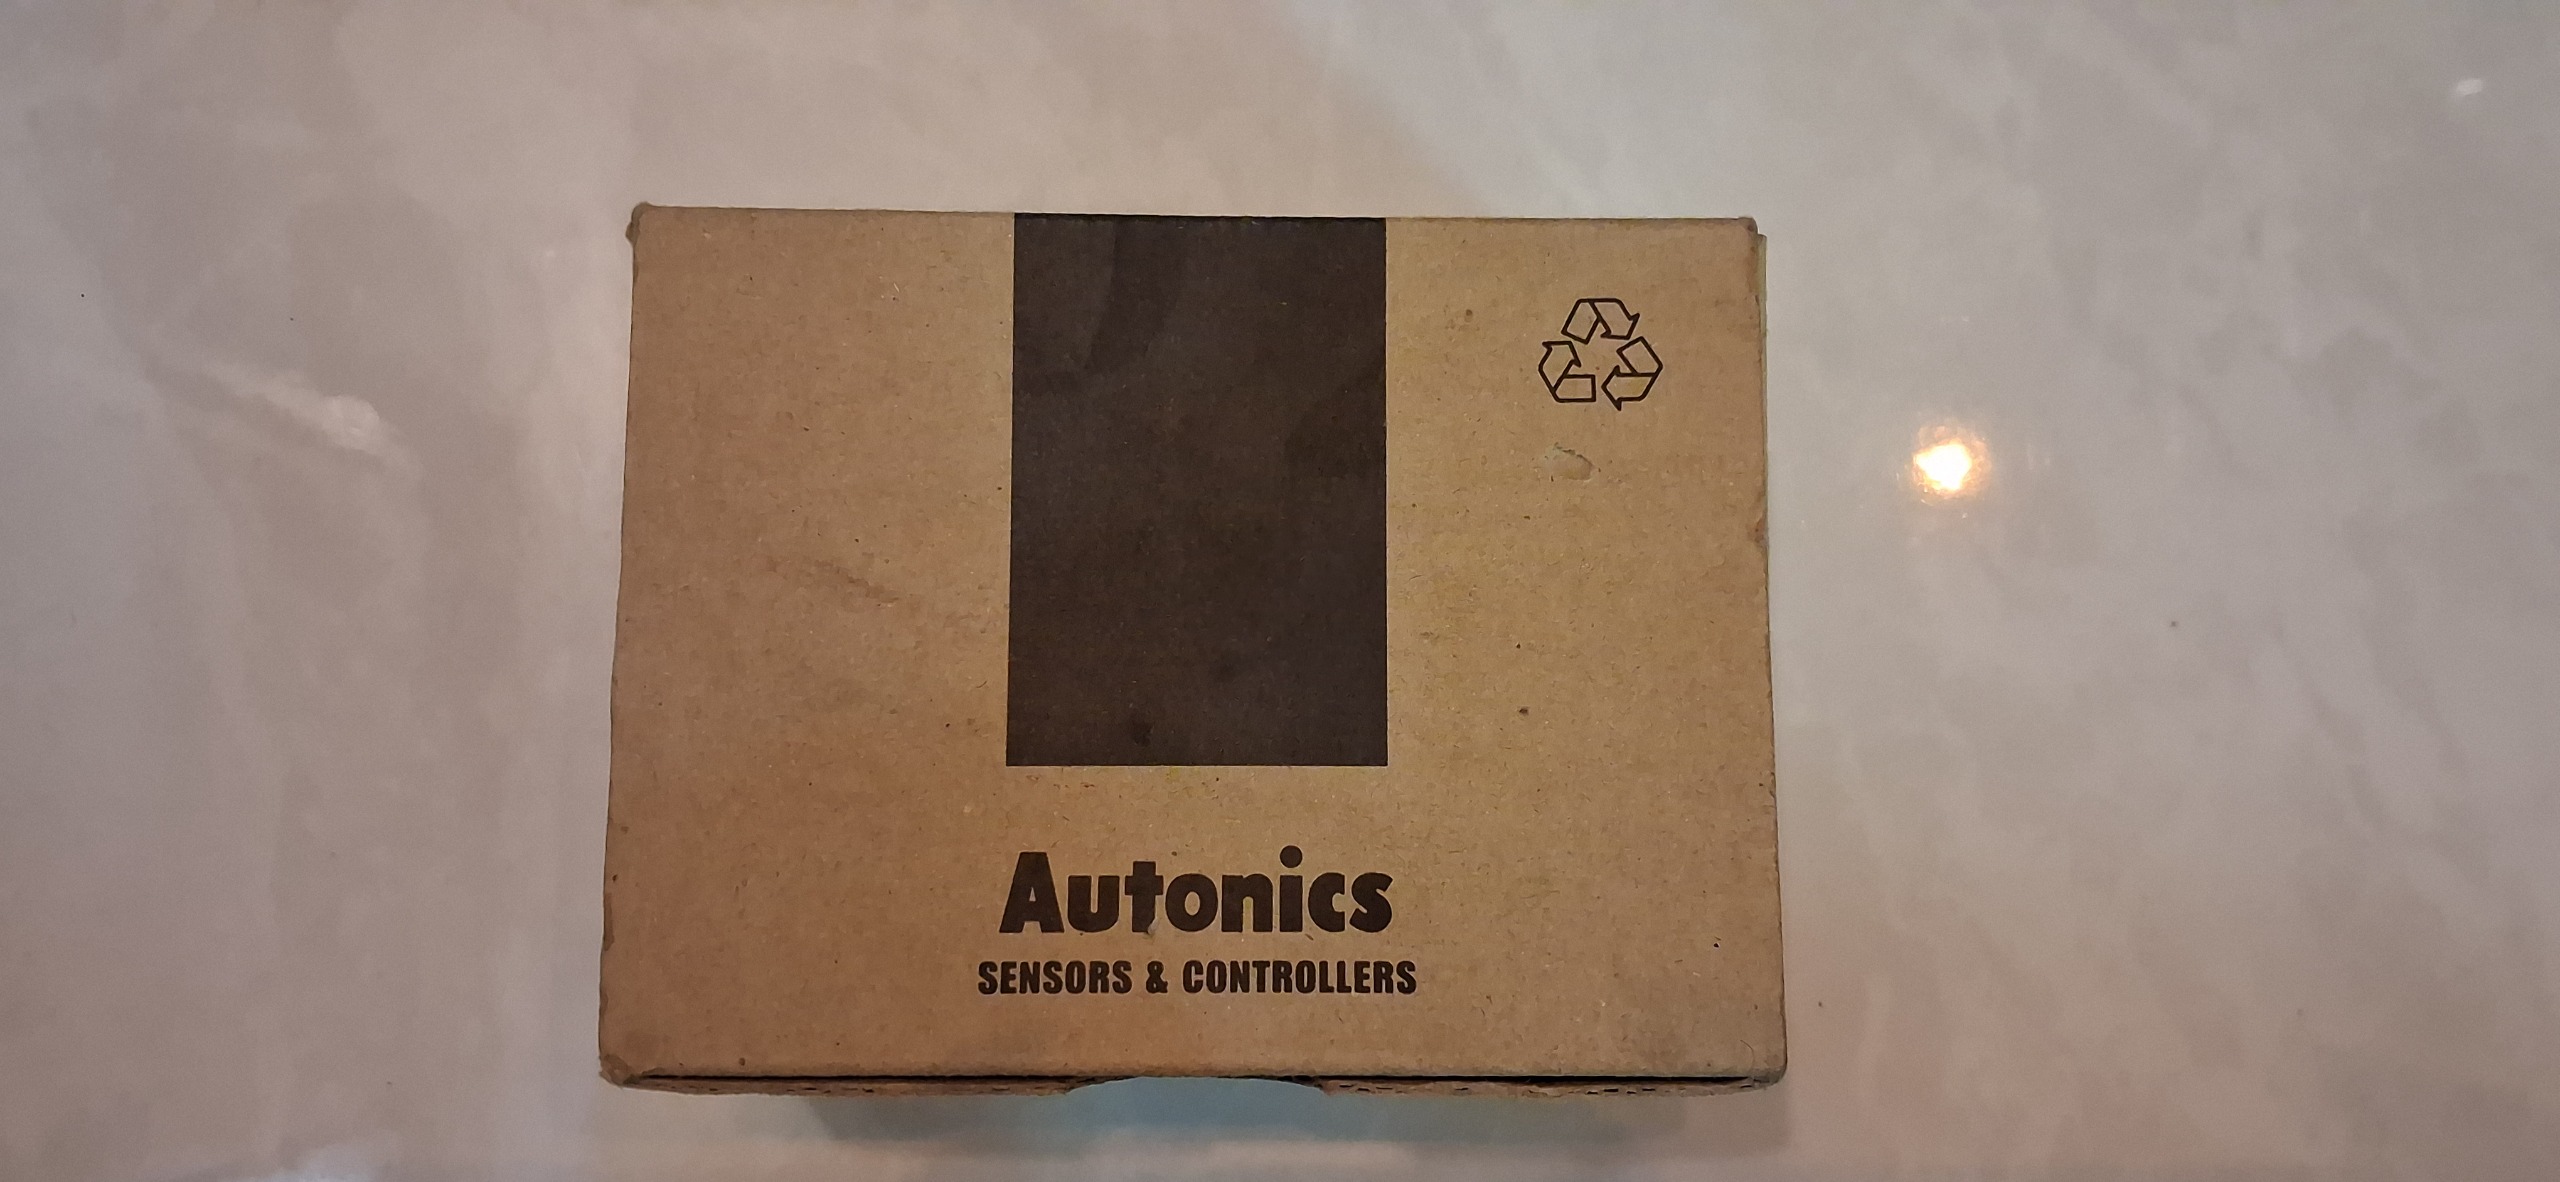 Autonics
SENSORS & CONTROLLERS